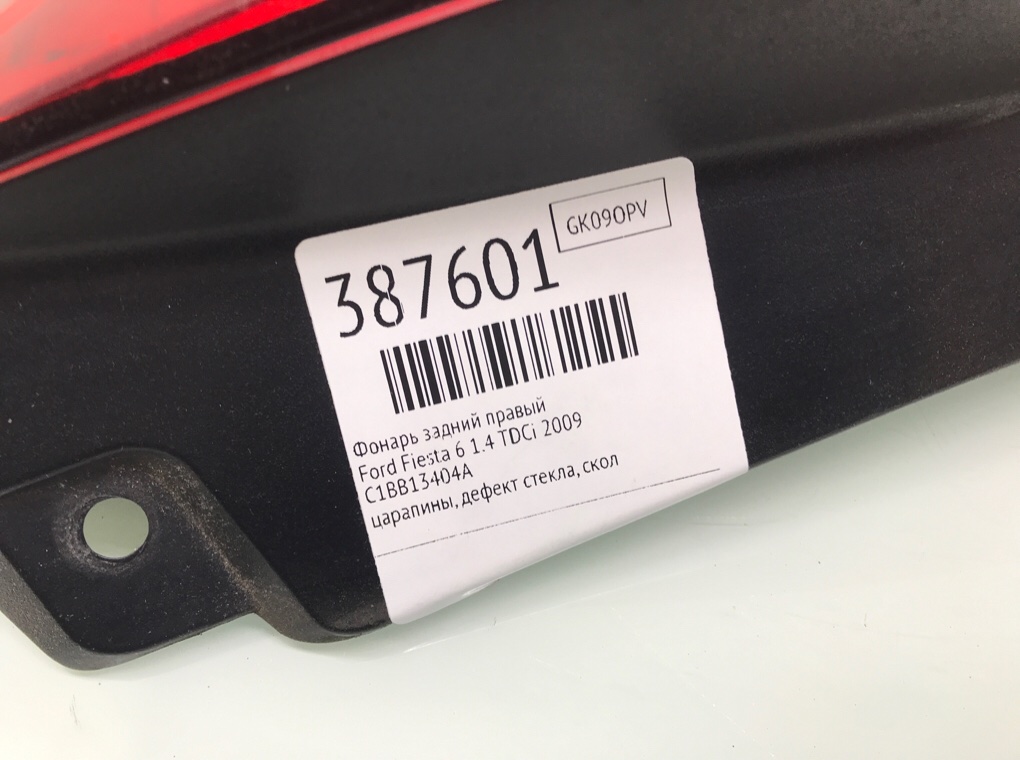 GK09OPV
387601
Фонарь задний правый
Ford Fiesta 6 1.4 TDCi 2009
C1BB13404A
царапины, дефект стекла, скол